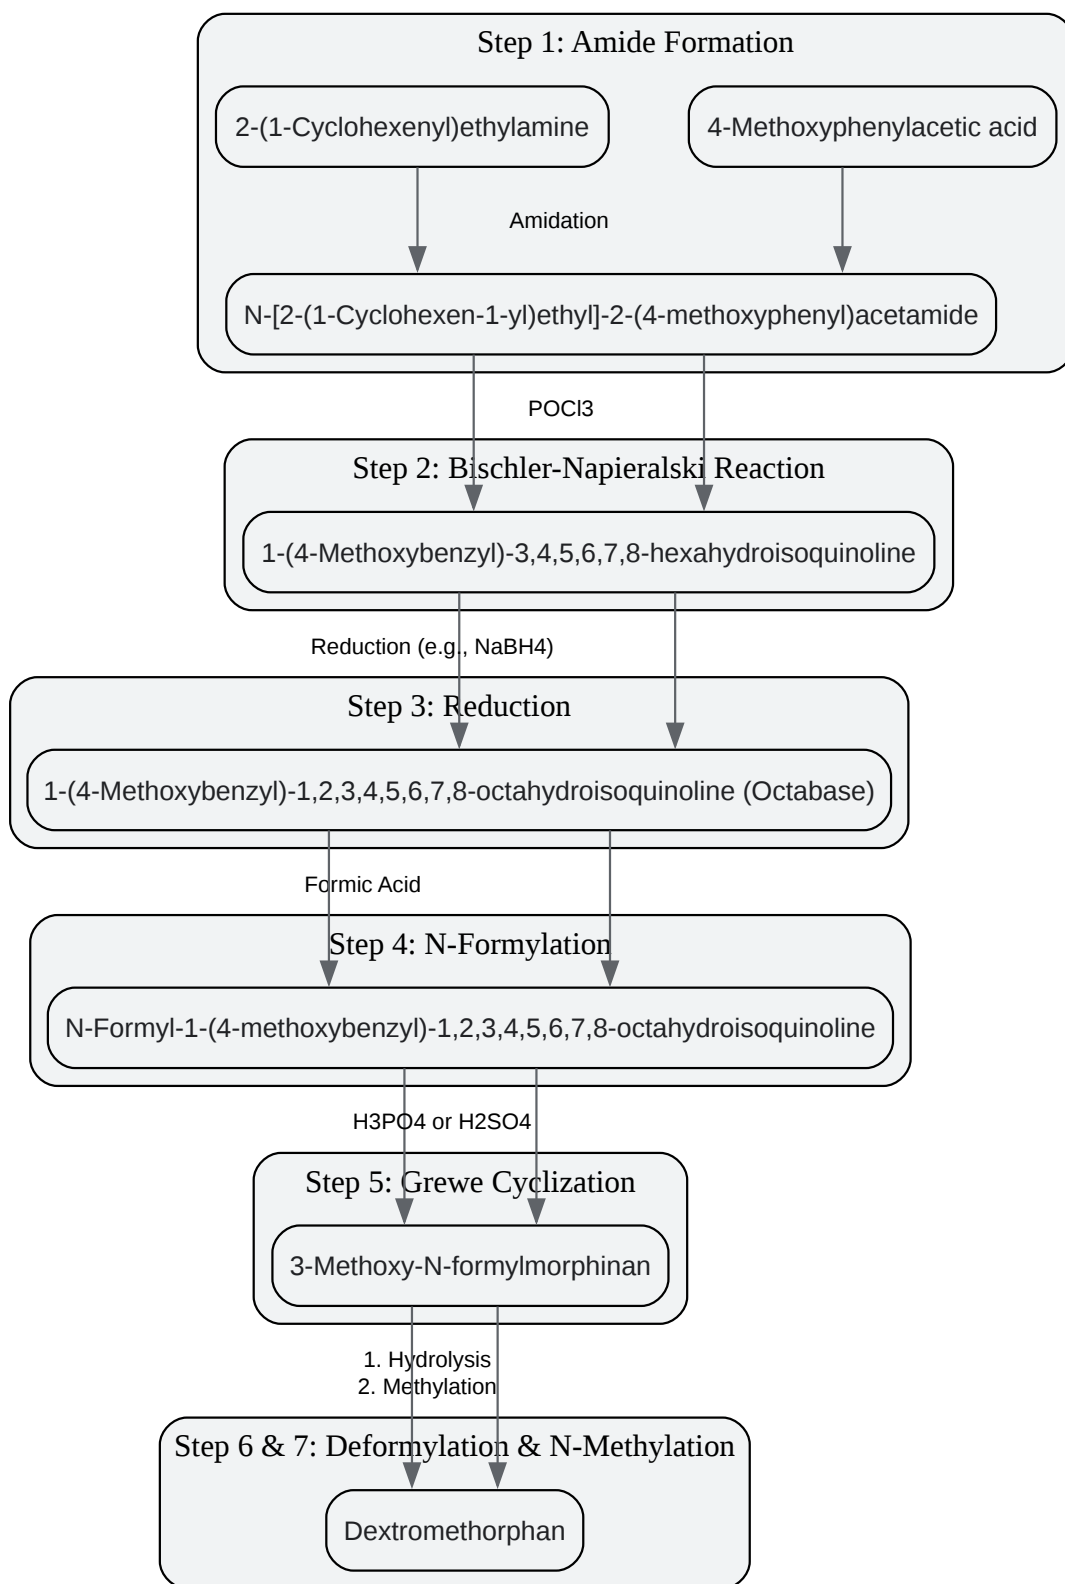 Step 1: Amide Formation
2-(1-Cyclohexenyl)ethylamine
4-Methoxyphenylacetic acid
Amidation
N-[2-(1-Cyclohexen-1-yl)ethyl]-2-(4-methoxyphenyl)acetamide
POCl3
Step 2: Bischler-Napieralski Reaction
1-(4-Methoxybenzyl)-3,4,5,6,7,8-hexahydroisoquinoline
Reduction (e.g., NaBH4)
Step 3: Reduction
1-(4-Methoxybenzyl)-1,2,3,4,5,6,7,8-octahydroisoquinoline (Octabase)
Formic Acid
Step 4: N-Formylation
N-Formyl-1-(4-methoxybenzyl)-1,2,3,4,5,6,7,8-octahydroisoquinoline
H3PO4 or H2SO4
Step 5: Grewe Cyclization
3-Methoxy-N-formylmorphinan
1. Hydrolysis
2. Methylation
Step 6 & 7: Deformylation & N-Methylation
Dextromethorphan